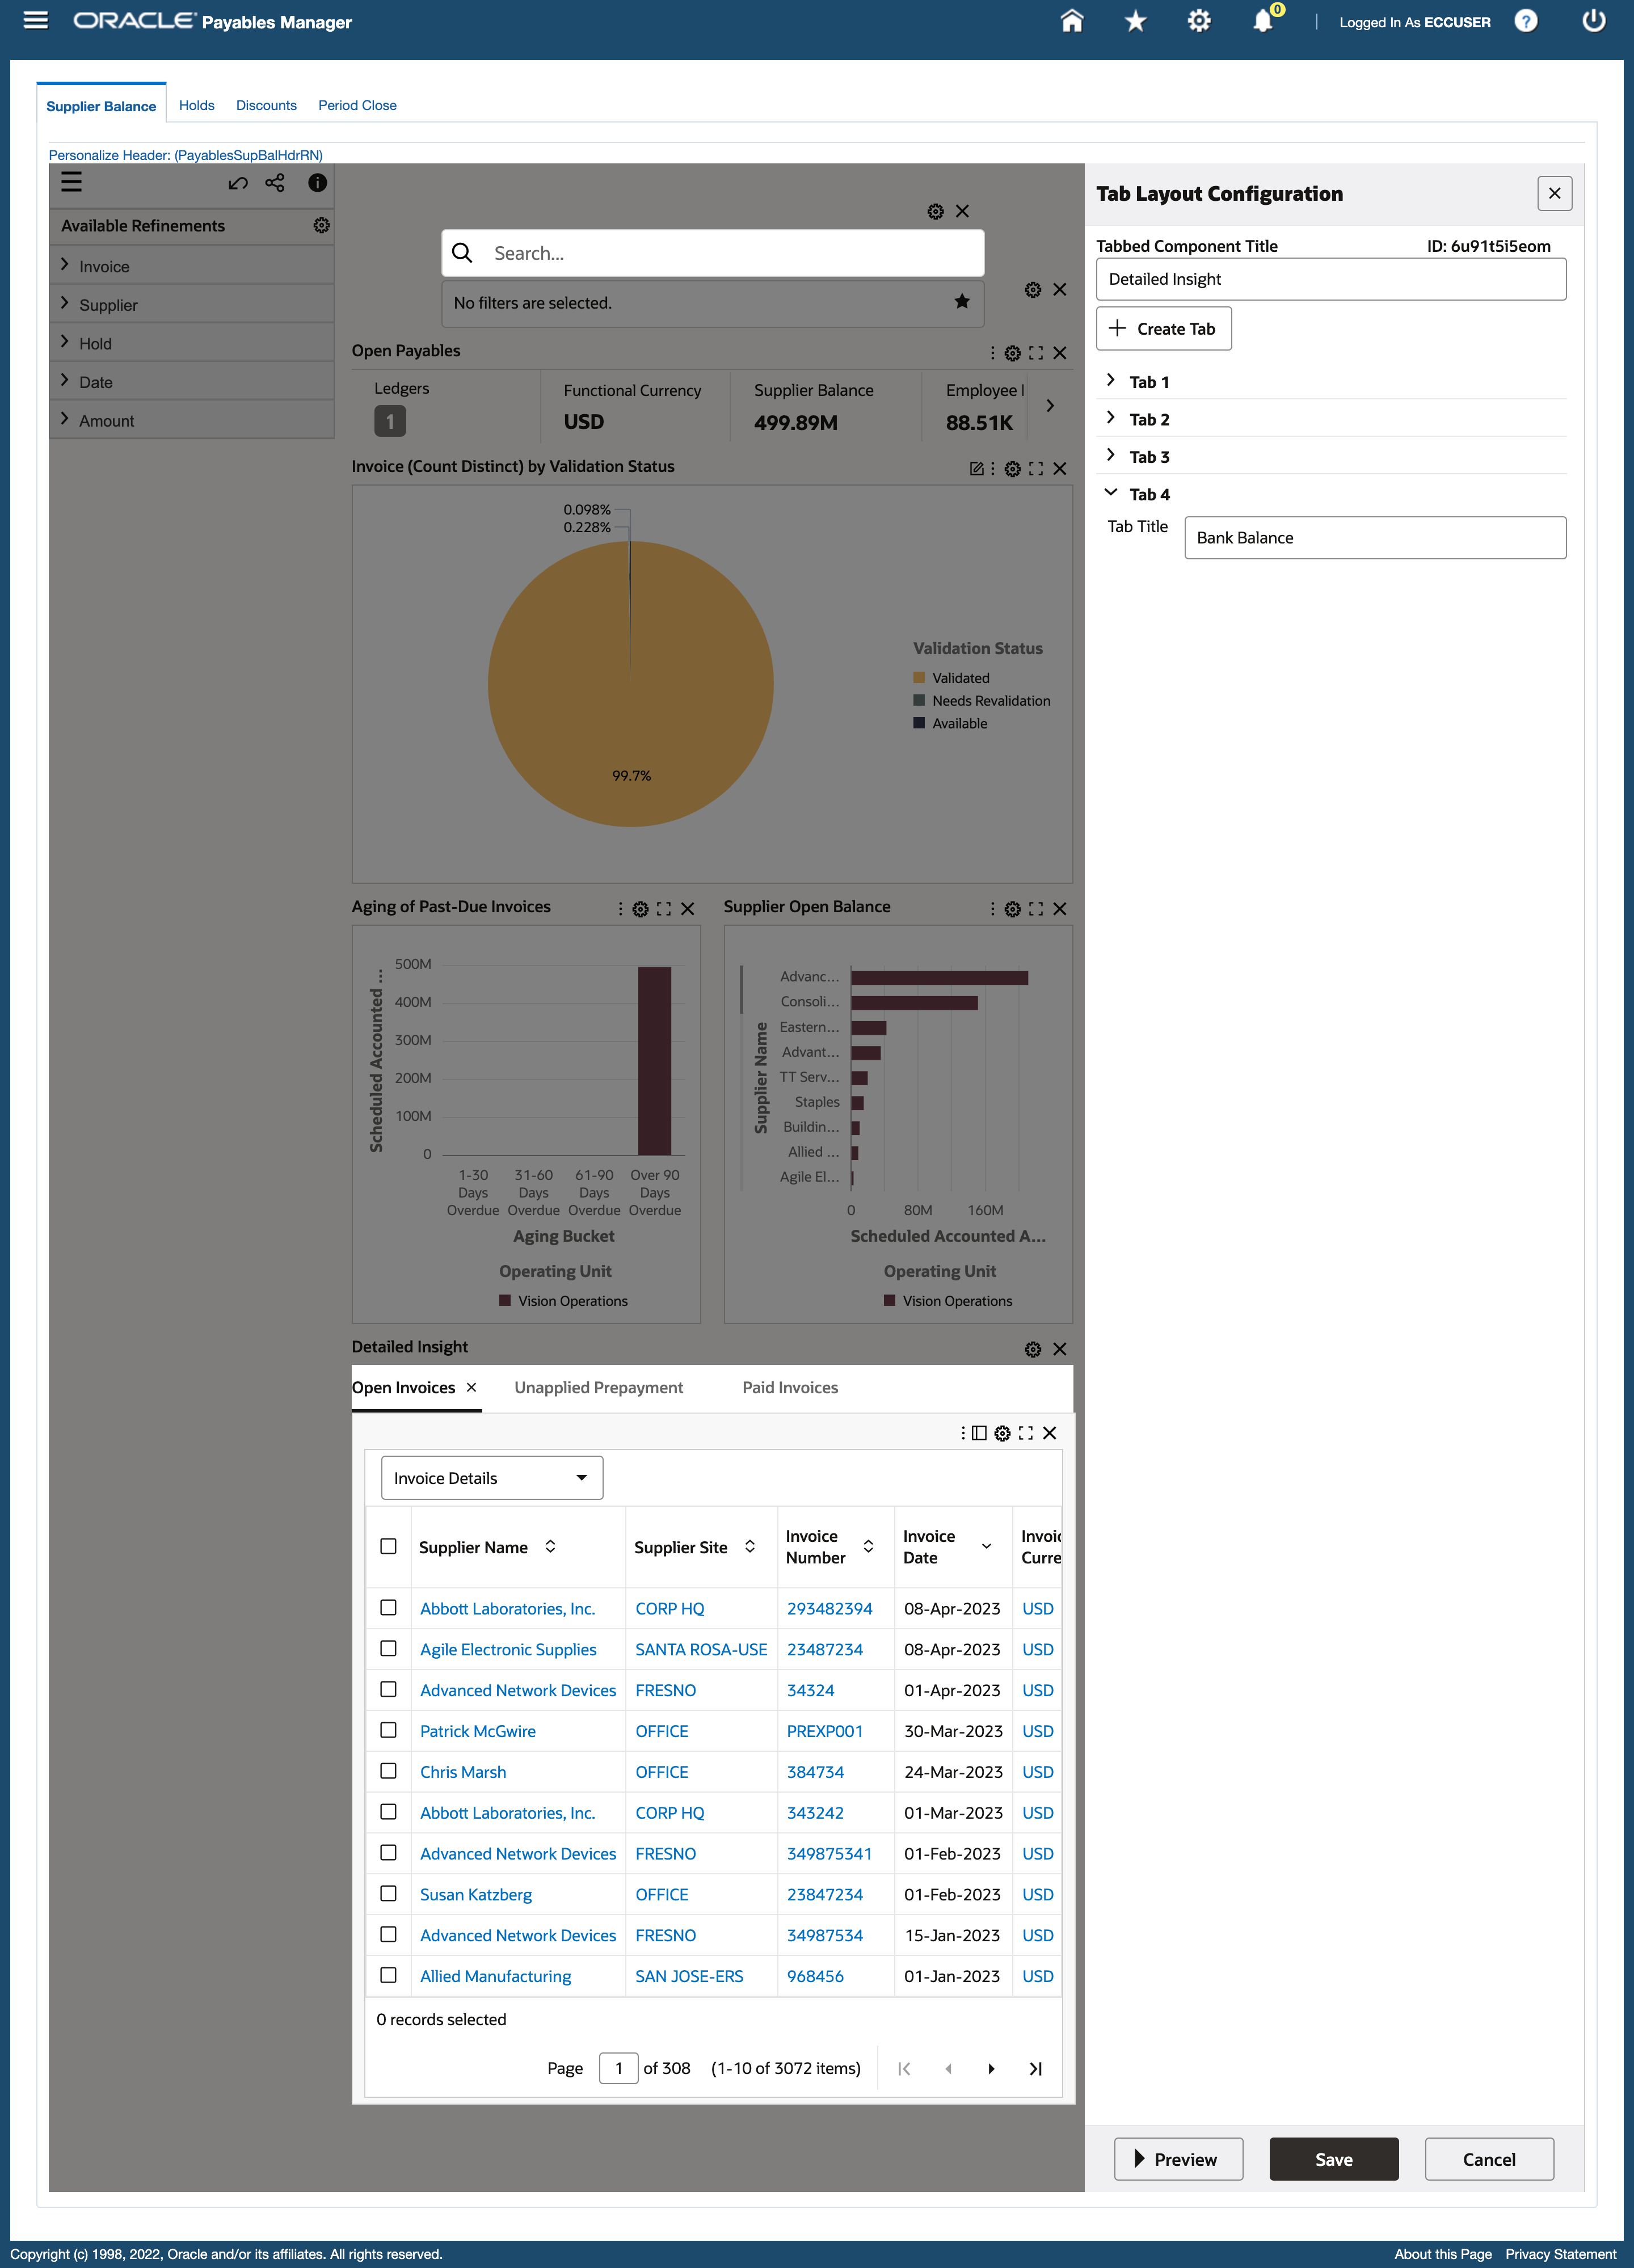 ORACLE Payables Manager
0
Logged In As ECCUSER
?
Supplier Balance
Holds
Discounts
Period Close
Personalize Header: (PayablesSupBalHdrRN)
Available Refinements
Invoice
Supplier
Hold
Date
Amount
Search...
No filters are selected.
Open Payables
Ledgers
1
Functional Currency
USD
Supplier Balance
499.89M
Employee
88.51K
Invoice (Count Distinct) by Validation Status
0.098%
0.228%
99.7%
Validation Status
Validated
Needs Revalidation
Available
Aging of Past-Due Invoices
Scheduled Accounted ...
500M
400M
300M
200M
100M
0
1-30 Days Overdue
31-60 Days Overdue
61-90 Days Overdue
Over 90 Days Overdue
Aging Bucket
Operating Unit
Vision Operations
Supplier Open Balance
Supplier Name
Advanc...
Consoli...
Eastern...
Advant...
TT Serv...
Staples
Buildin...
Allied ...
Agile El...
0 80M 160M
Scheduled Accounted A...
Operating Unit
Vision Operations
Detailed Insight
Open Invoices
Unapplied Prepayment
Paid Invoices
Invoice Details
Supplier Name
Supplier Site
Invoice Number
Invoice Date
Invoic Curre
Abbott Laboratories, Inc. CORP HQ 293482394 08-Apr-2023 USD
Agile Electronic Supplies SANTA ROSA-USE 23487234 08-Apr-2023 USD
Advanced Network Devices FRESNO 34324 01-Apr-2023 USD
Patrick McGwire OFFICE PREXP001 30-Mar-2023 USD
Chris Marsh OFFICE 384734 24-Mar-2023 USD
Abbott Laboratories, Inc. CORP HQ 343242 01-Mar-2023 USD
Advanced Network Devices FRESNO 349875341 01-Feb-2023 USD
Susan Katzberg OFFICE 23847234 01-Feb-2023 USD
Advanced Network Devices FRESNO 34987534 15-Jan-2023 USD
Allied Manufacturing SAN JOSE-ERS 968456 01-Jan-2023 USD
0 records selected
Page 1 of 308 (1-10 of 3072 items)
Tab Layout Configuration
Tabbed Component Title
ID: 6u91t5i5eom
Detailed Insight
Create Tab
Tab 1
Tab 2
Tab 3
Tab 4
Tab Title
Bank Balance
Preview
Save
Cancel
Copyright (c) 1998, 2022, Oracle and/or its affiliates. All rights reserved.
About this Page
Privacy Statement